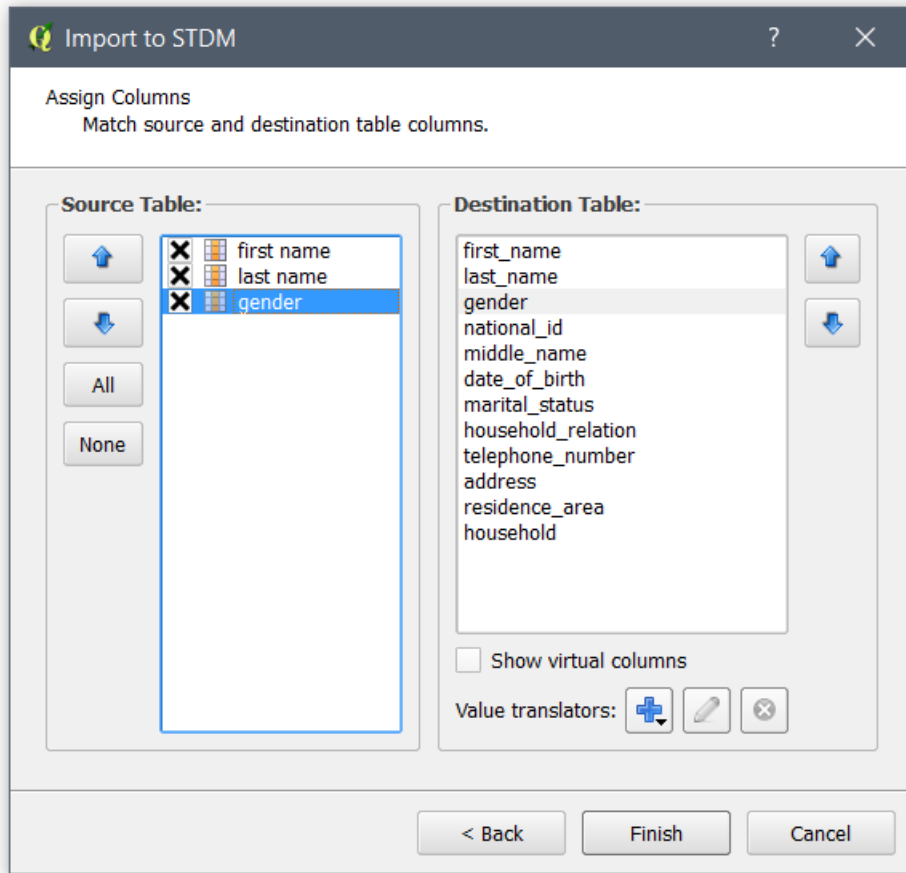 Import to STDM
?
Assign Columns
Match source and destination table columns.
Source Table:
All
None
first name
last name
gender
Destination Table:
first_name
last_name
gender
national_id
middle_name
date_of_birth
marital_status
household_relation
telephone_number
address
residence_area
household
Show virtual columns
Value translators:
< Back
Finish
Cancel